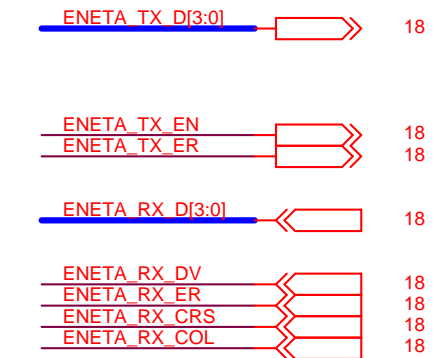 ENETA_TX_D[3:0] 18
ENETA_TX_EN 18
ENETA_TX_ER 18
ENETA_RX_D[3:0] 18
ENETA_RX_DV 18
ENETA_RX_ER 18
ENETA_RX_CRS 18
ENETA_RX_COL 18